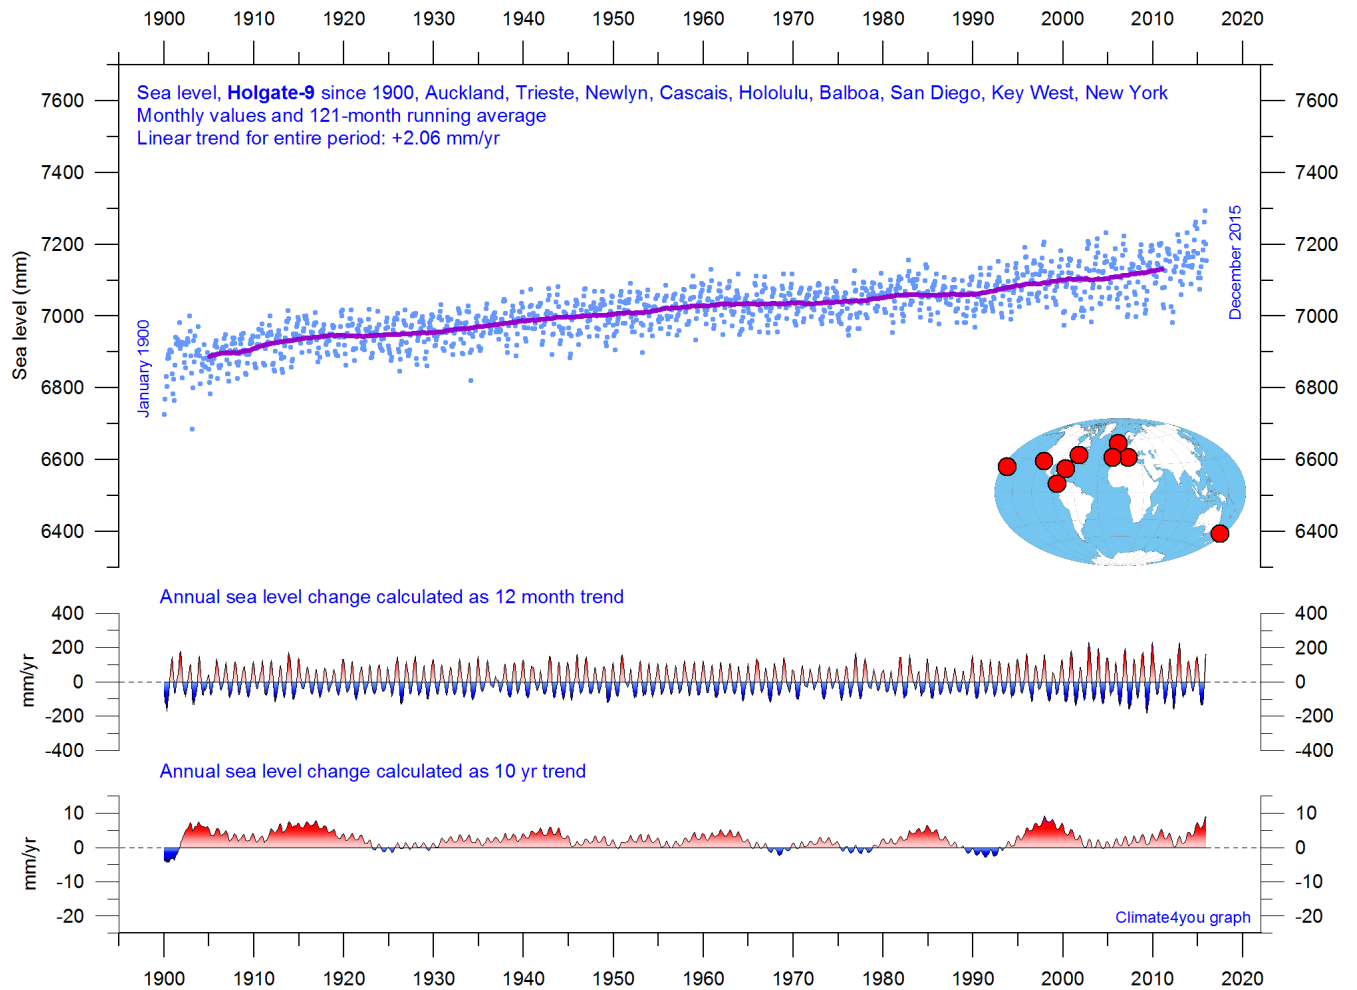 1900 1910 1920 1930 1940 1950 1960 1970 1980 1990 2000 2010 2020
Sea level, Holgate-9 since 1900, Auckland, Trieste, Newlyn, Cascais, Hololulu, Balboa, San Diego, Key West, New York
Monthly values and 121-month running average
Linear trend for entire period: +2.06 mm/yr
7600 7600
7400 7400
7200 7200
7000 7000
6800 6800
6600 6600
6400 6400
Sea level (mm)
January 1900
December 2015
Annual sea level change calculated as 12 month trend
400 400
200 200
0 0
-200 -200
-400 -400
mm/yr
Annual sea level change calculated as 10 yr trend
10 10
0 0
-10 -10
-20 -20
mm/yr
Climate4you graph
1900 1910 1920 1930 1940 1950 1960 1970 1980 1990 2000 2010 2020